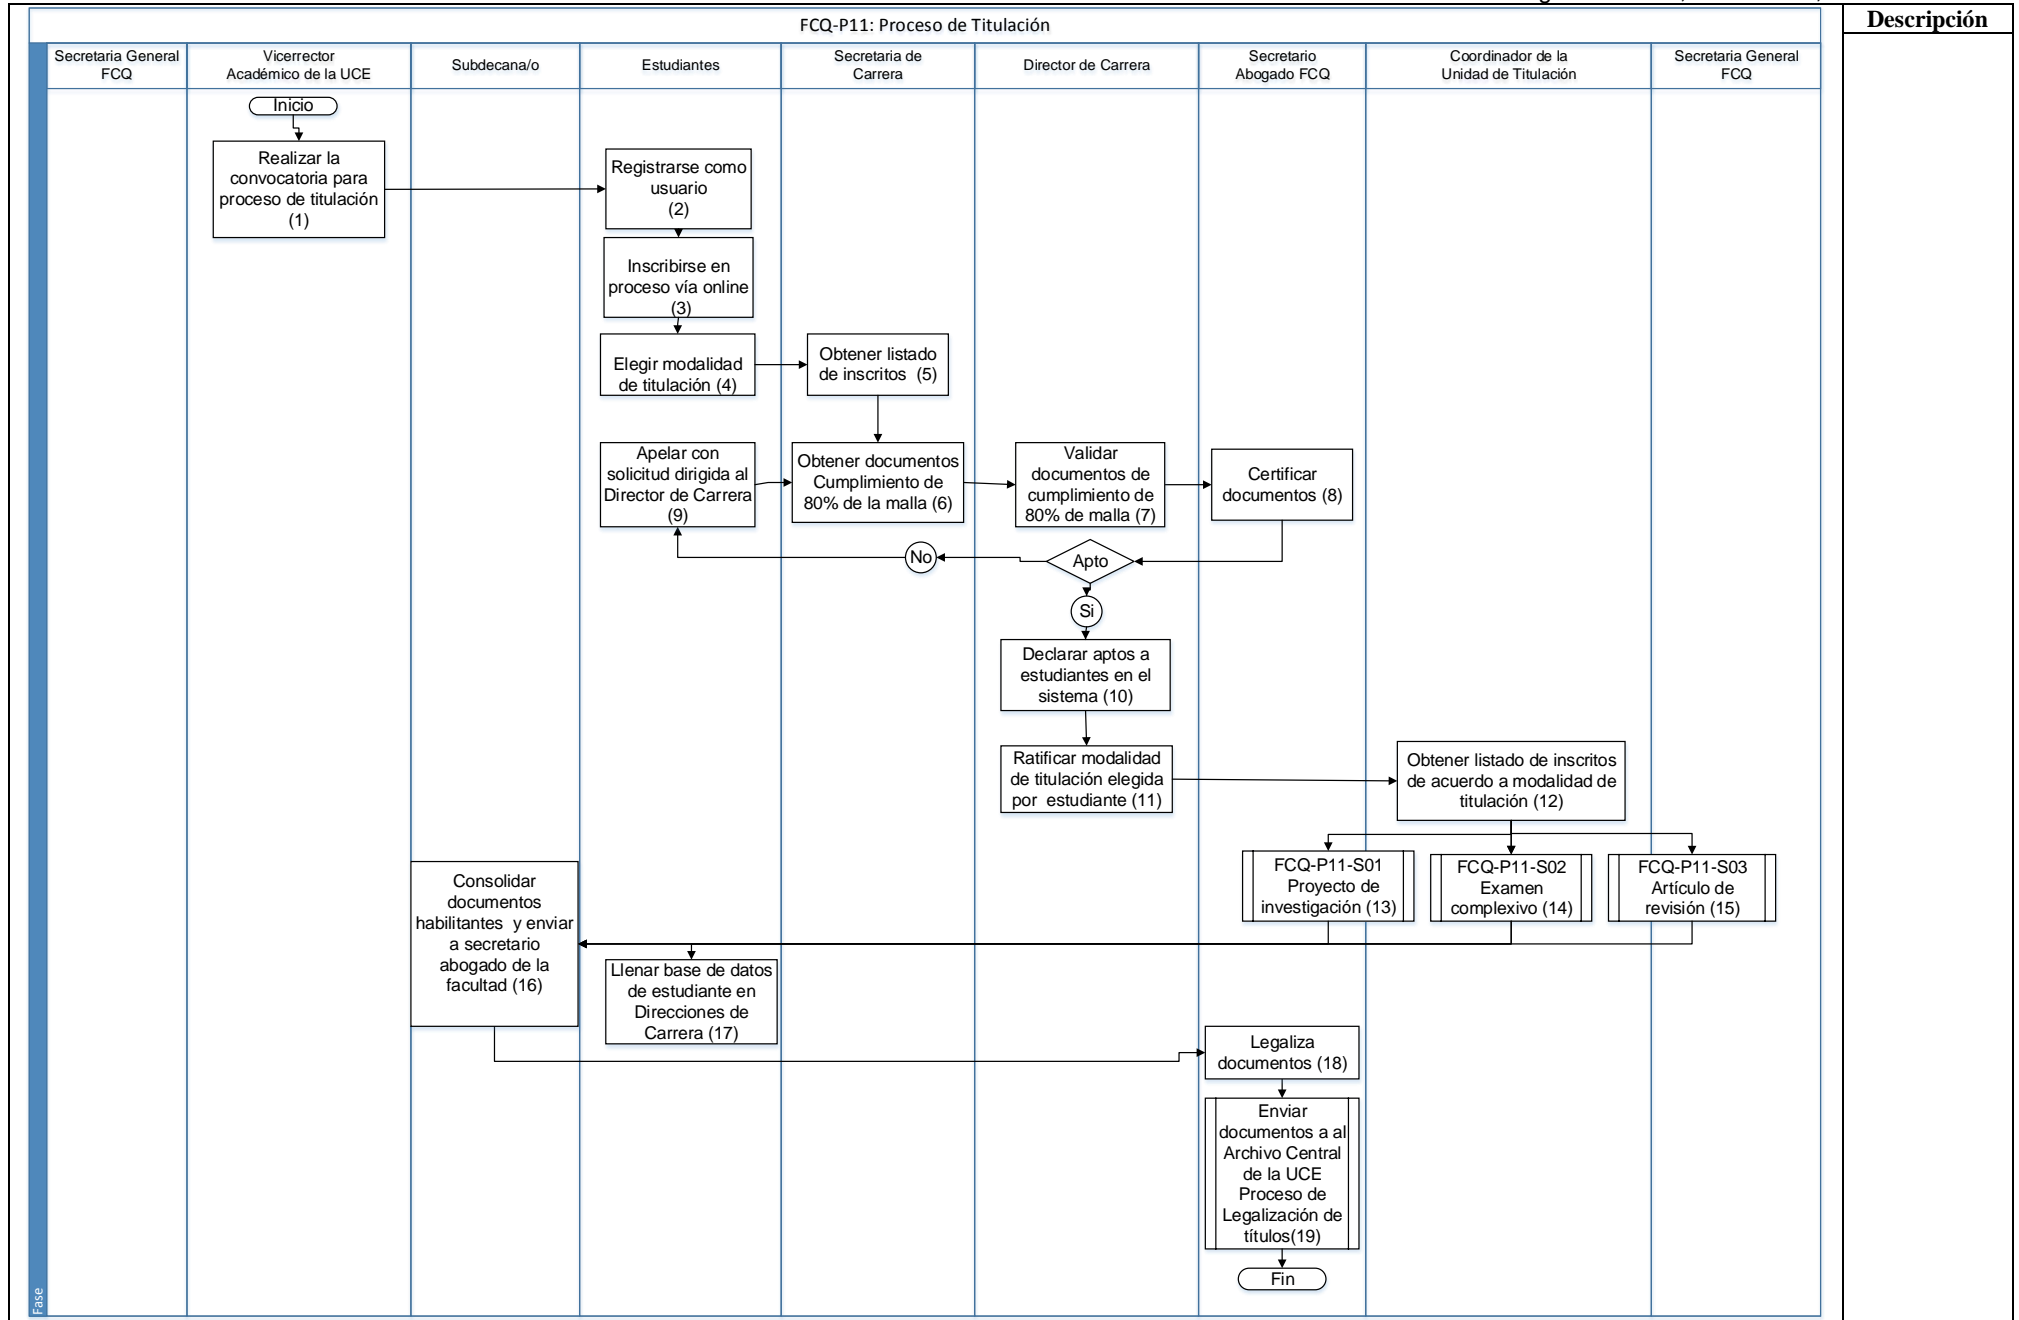 Descripción
FCQ-P11: Proceso de Titulación
Secretaria General
FCQ
Vicerrector
Académico de la UCE
Subdecana/o
Estudiantes
Secretaria de
Carrera
Director de Carrera
Secretario
Abogado FCQ
Coordinador de la
Unidad de Titulación
Secretaria General
FCQ
Inicio
Realizar la
convocatoria para
proceso de titulación
(1)
Registrarse como
usuario
(2)
Inscribirse en
proceso vía online
(3)
Elegir modalidad
de titulación (4)
Obtener listado
de inscritos (5)
Apelar con
solicitud dirigida al
Director de Carrera
(9)
Obtener documentos
Cumplimiento de
80% de la malla (6)
Validar
documentos de
cumplimiento de
80% de malla (7)
Certificar
documentos (8)
No
Apto
Si
Declarar aptos a
estudiantes en el
sistema (10)
Ratificar modalidad
de titulación elegida
por estudiante (11)
Obtener listado de inscritos
de acuerdo a modalidad de
titulación (12)
FCQ-P11-S01
Proyecto de
investigación (13)
FCQ-P11-S02
Examen
complexivo (14)
FCQ-P11-S03
Artículo de
revisión (15)
Consolidar
documentos
habilitantes y enviar
a secretario
abogado de la
facultad (16)
Llenar base de datos
de estudiante en
Direcciones de
Carrera (17)
Legaliza
documentos (18)
Enviar
documentos a al
Archivo Central
de la UCE
Proceso de
Legalización de
títulos(19)
Fin
Fase